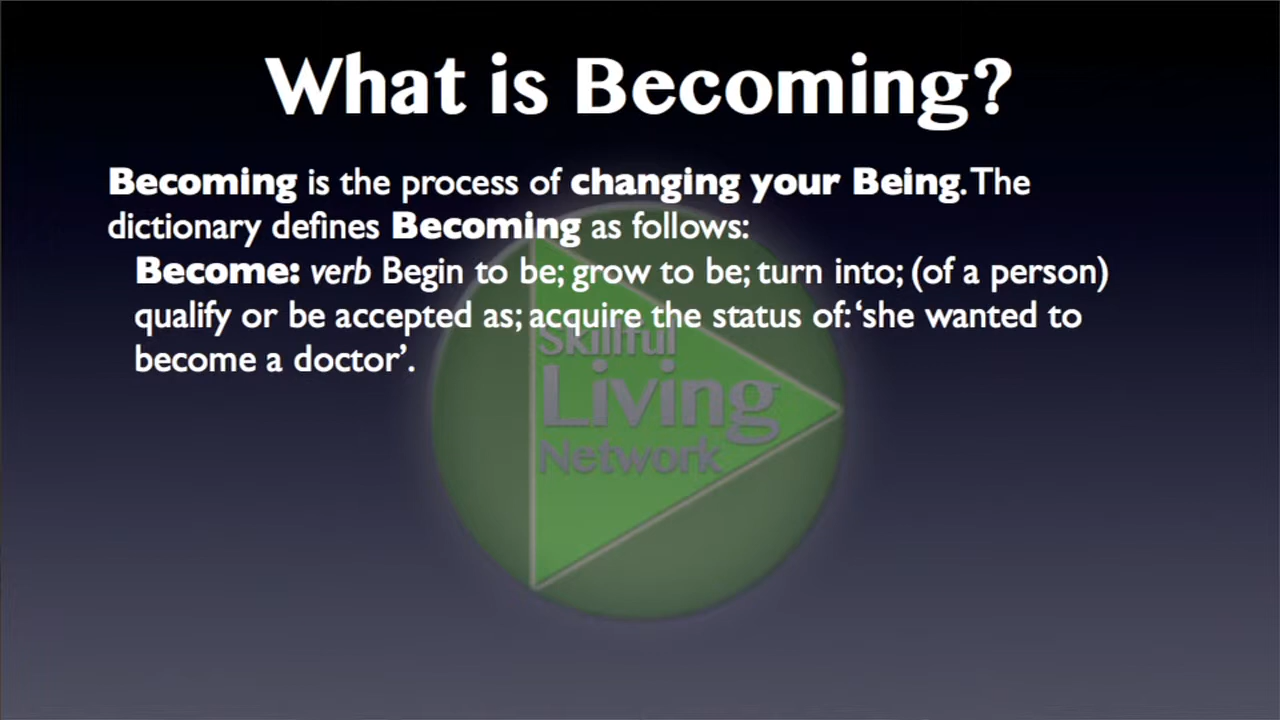 What is Becoming?
Becoming is the process of changing your Being. The
dictionary defines Becoming as follows:
Become: verb Begin to be; grow to be; turn into; (of a person)
qualify or be accepted as; acquire the status of: ‘she wanted to
become a doctor’.
Skillful
Living
Network